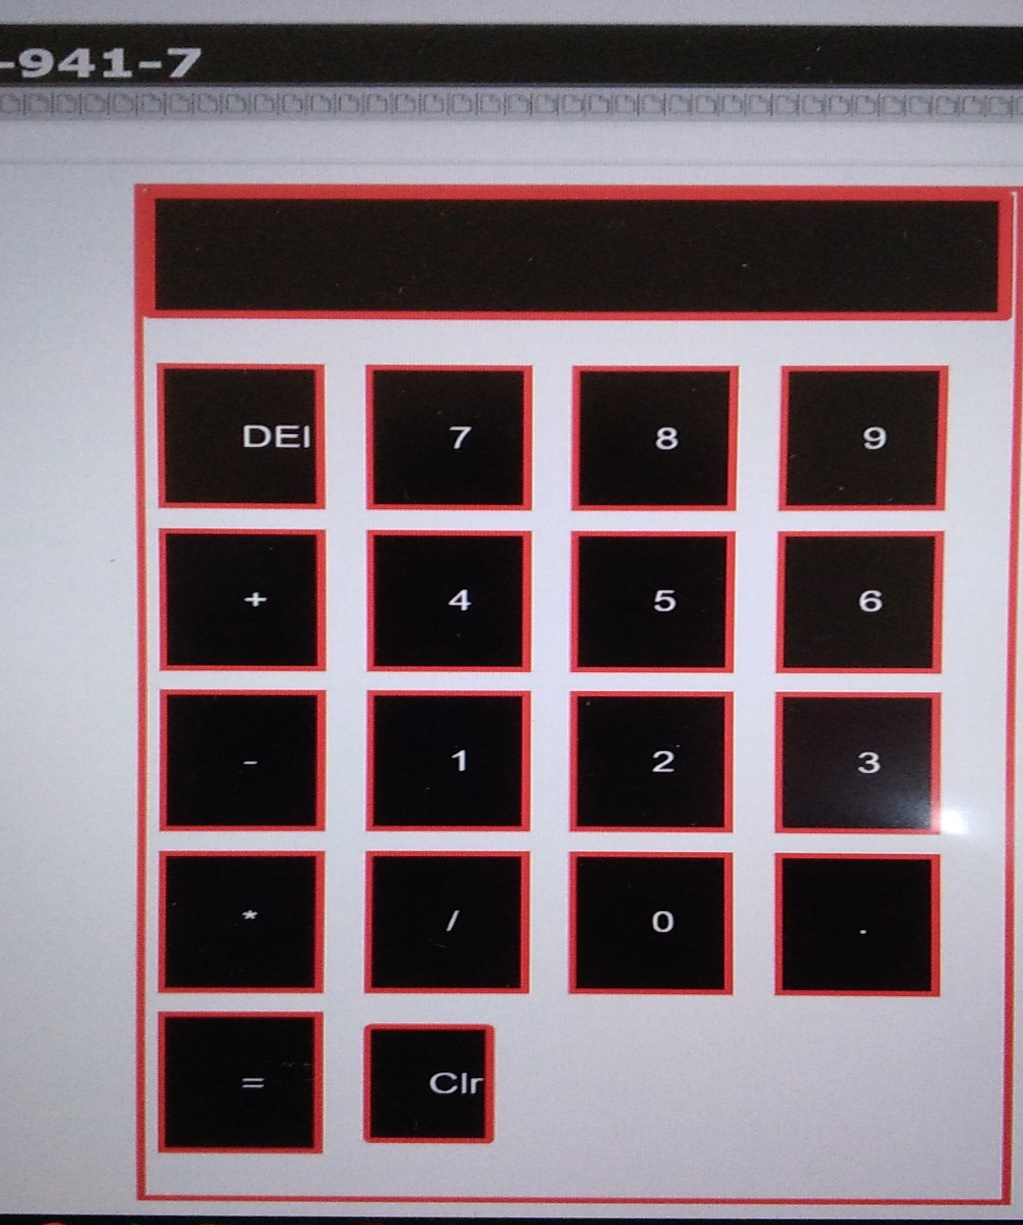 -941-7
DEl 7 8 9
+ 4 5 6
- 1 2 3
* / 0 .
= Clr